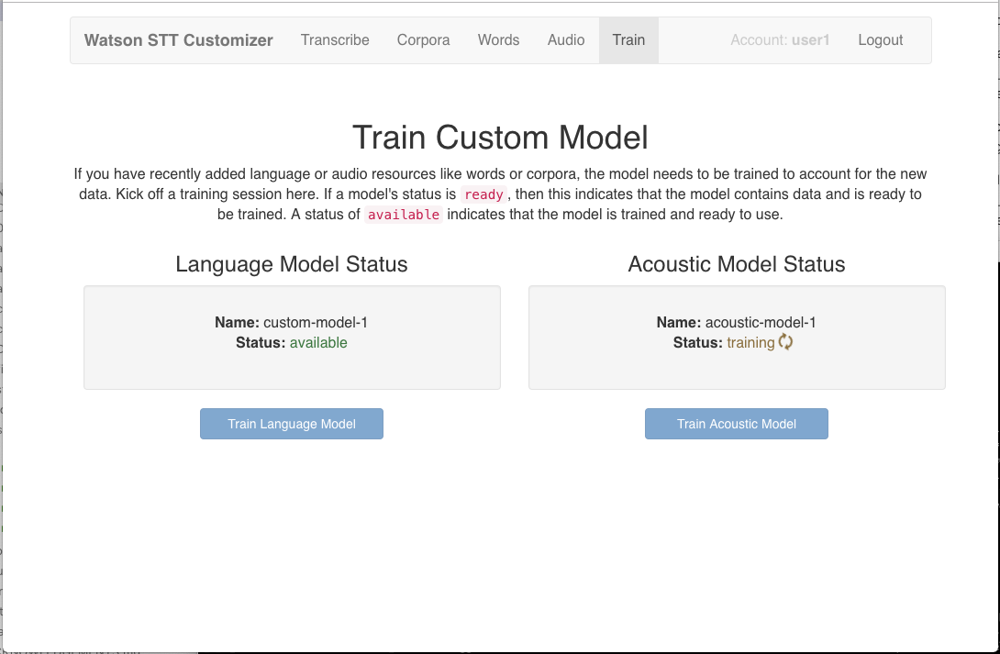 Watson STT Customizer Transcribe Corpora Words Audio Train Account: user1 Logout
Train Custom Model
If you have recently added language or audio resources like words or corpora, the model needs to be trained to account for the new
data. Kick off a training session here. If a model's status is ready, then this indicates that the model contains data and is ready to
be trained. A status of available indicates that the model is trained and ready to use.
Language Model Status
Name: custom-model-1
Status: available
Train Language Model
Acoustic Model Status
Name: acoustic-model-1
Status: training
Train Acoustic Model